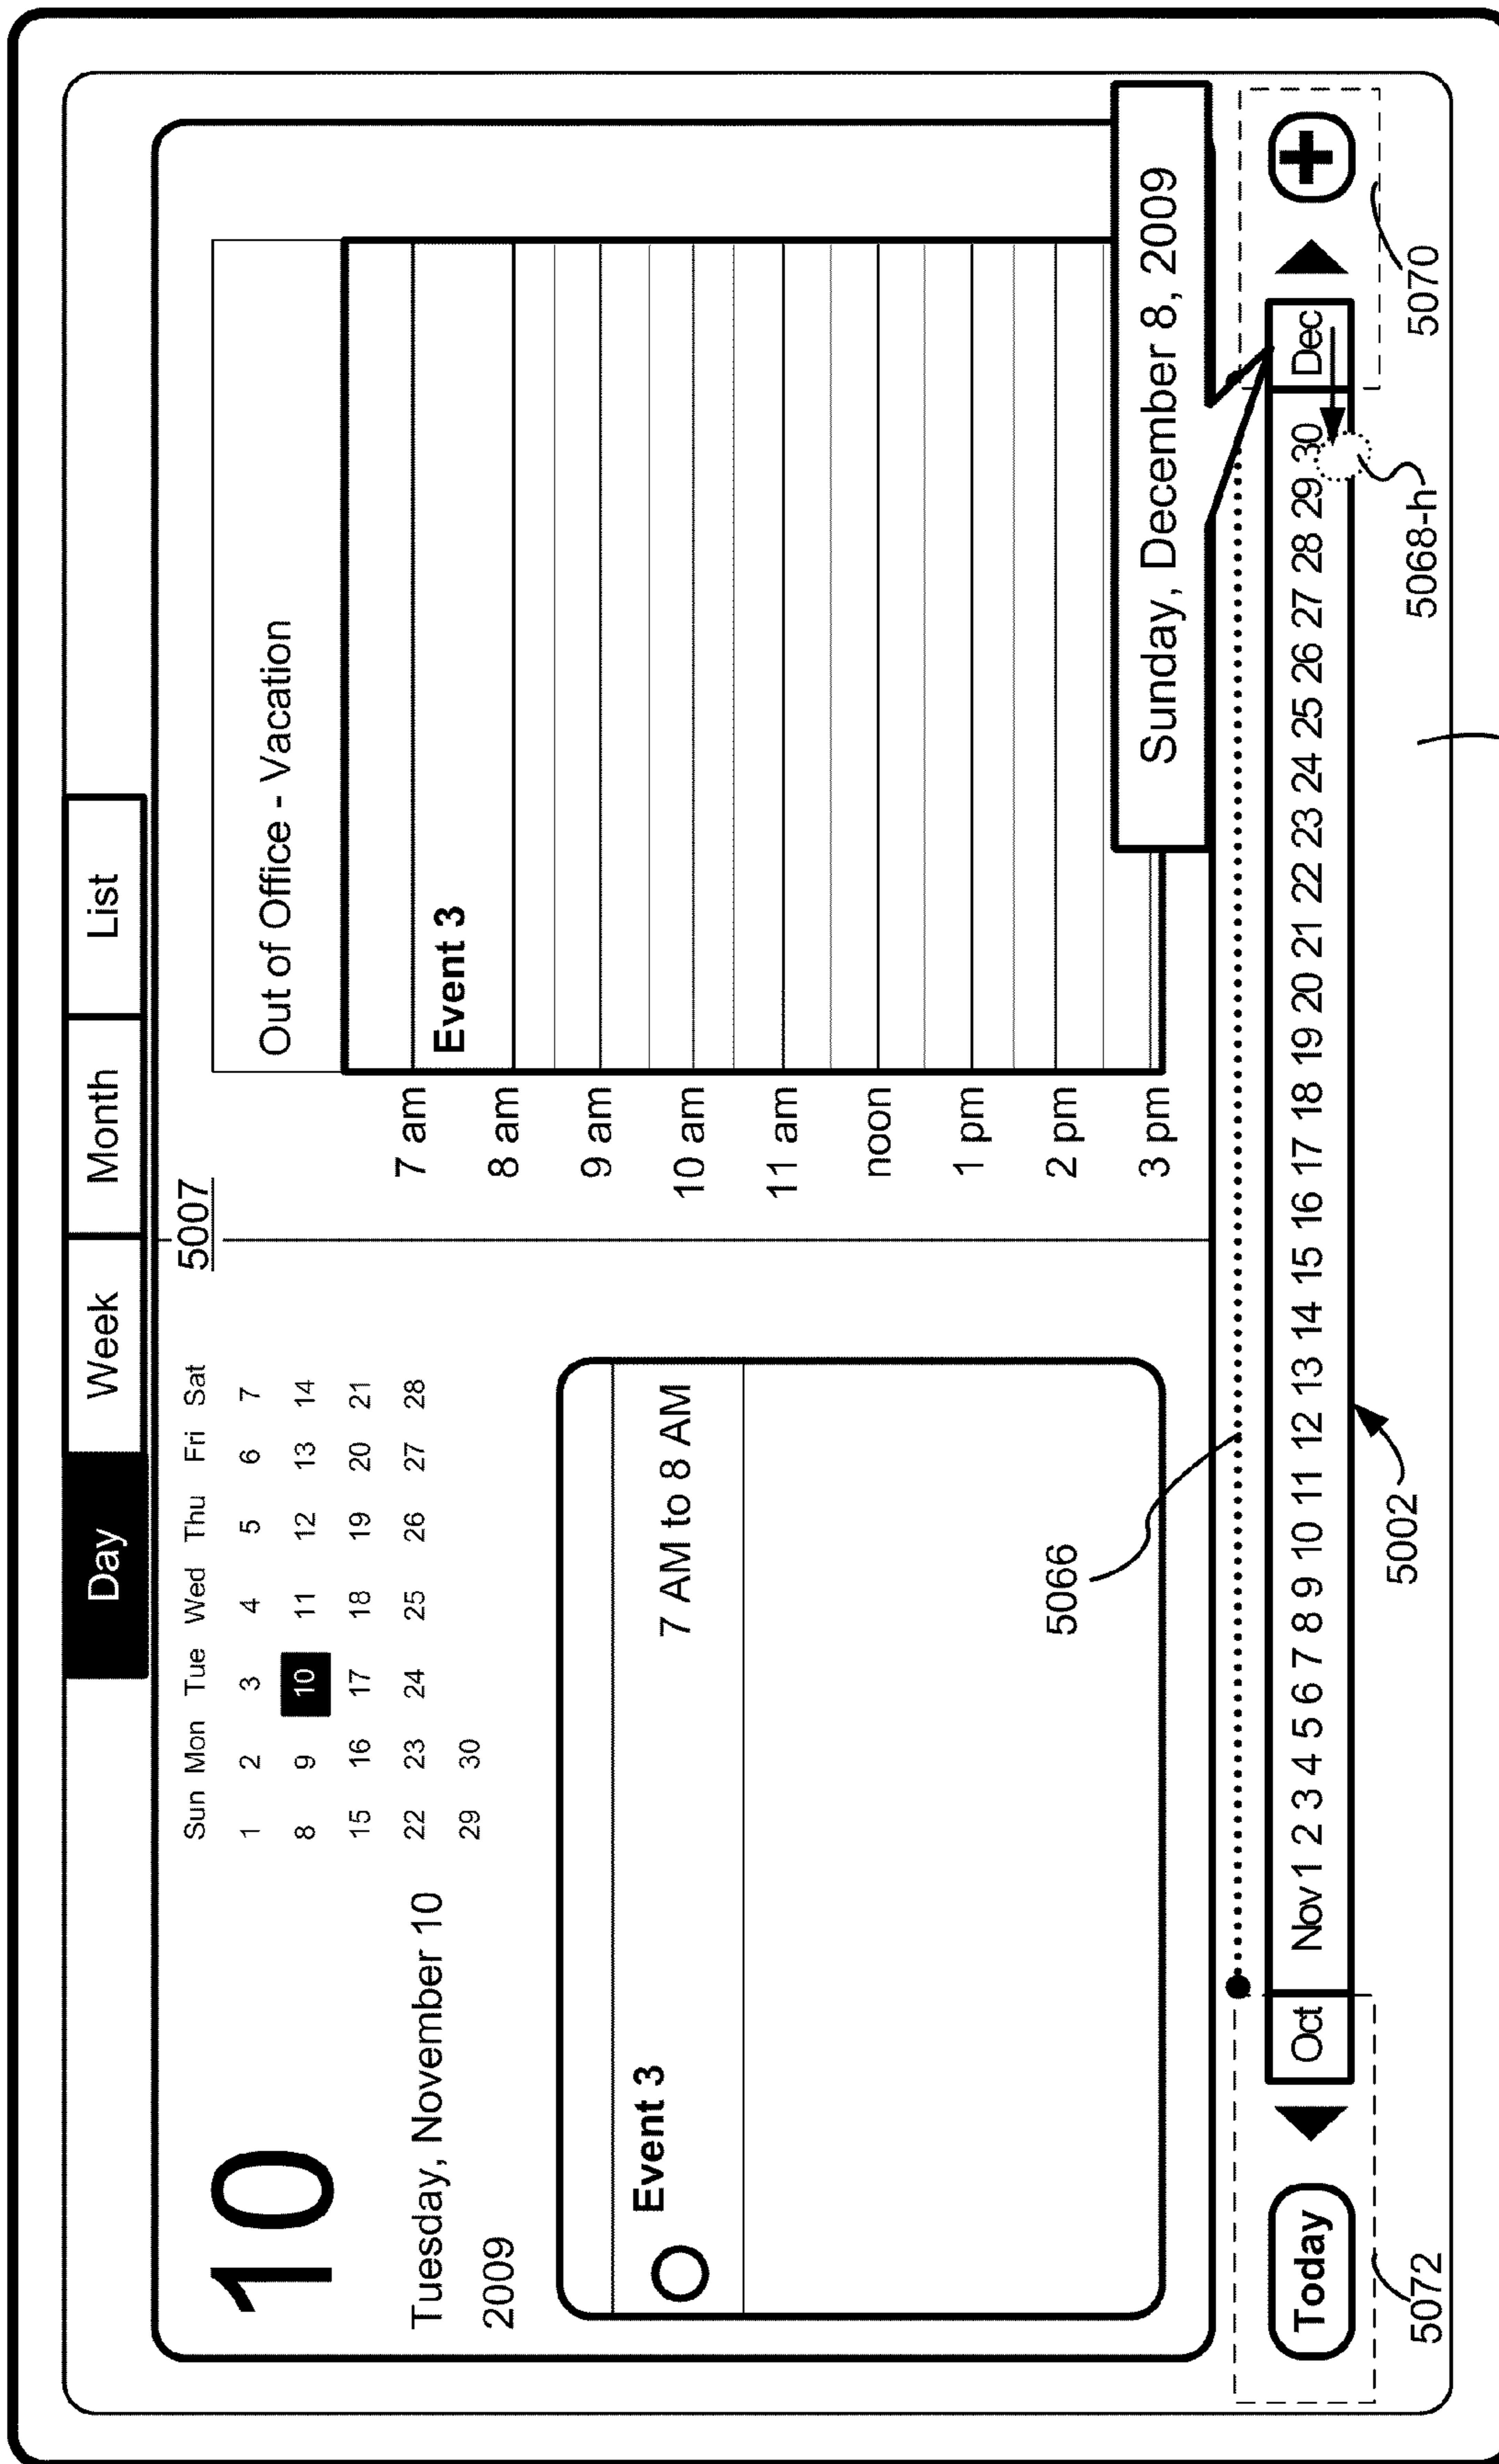 Day Week Month List
10
Tuesday, November 10
2009
Sun Mon Tue Wed Thu Fri Sat
1 2 3 4 5 6 7
8 9 10 11 12 13 14
15 16 17 18 19 20 21
22 23 24 25 26 27 28
29 30
Event 3
7 AM to 8 AM
5066
5007
Out of Office - Vacation
7 am
Event 3
8 am
9 am
10 am
11 am
noon
1 pm
2 pm
3 pm
Sunday, December 8, 2009
Today Oct Nov 1 2 3 4 5 6 7 8 9 10 11 12 13 14 15 16 17 18 19 20 21 22 23 24 25 26 27 28 29 30 Dec
5072
5002
5068-h
5070